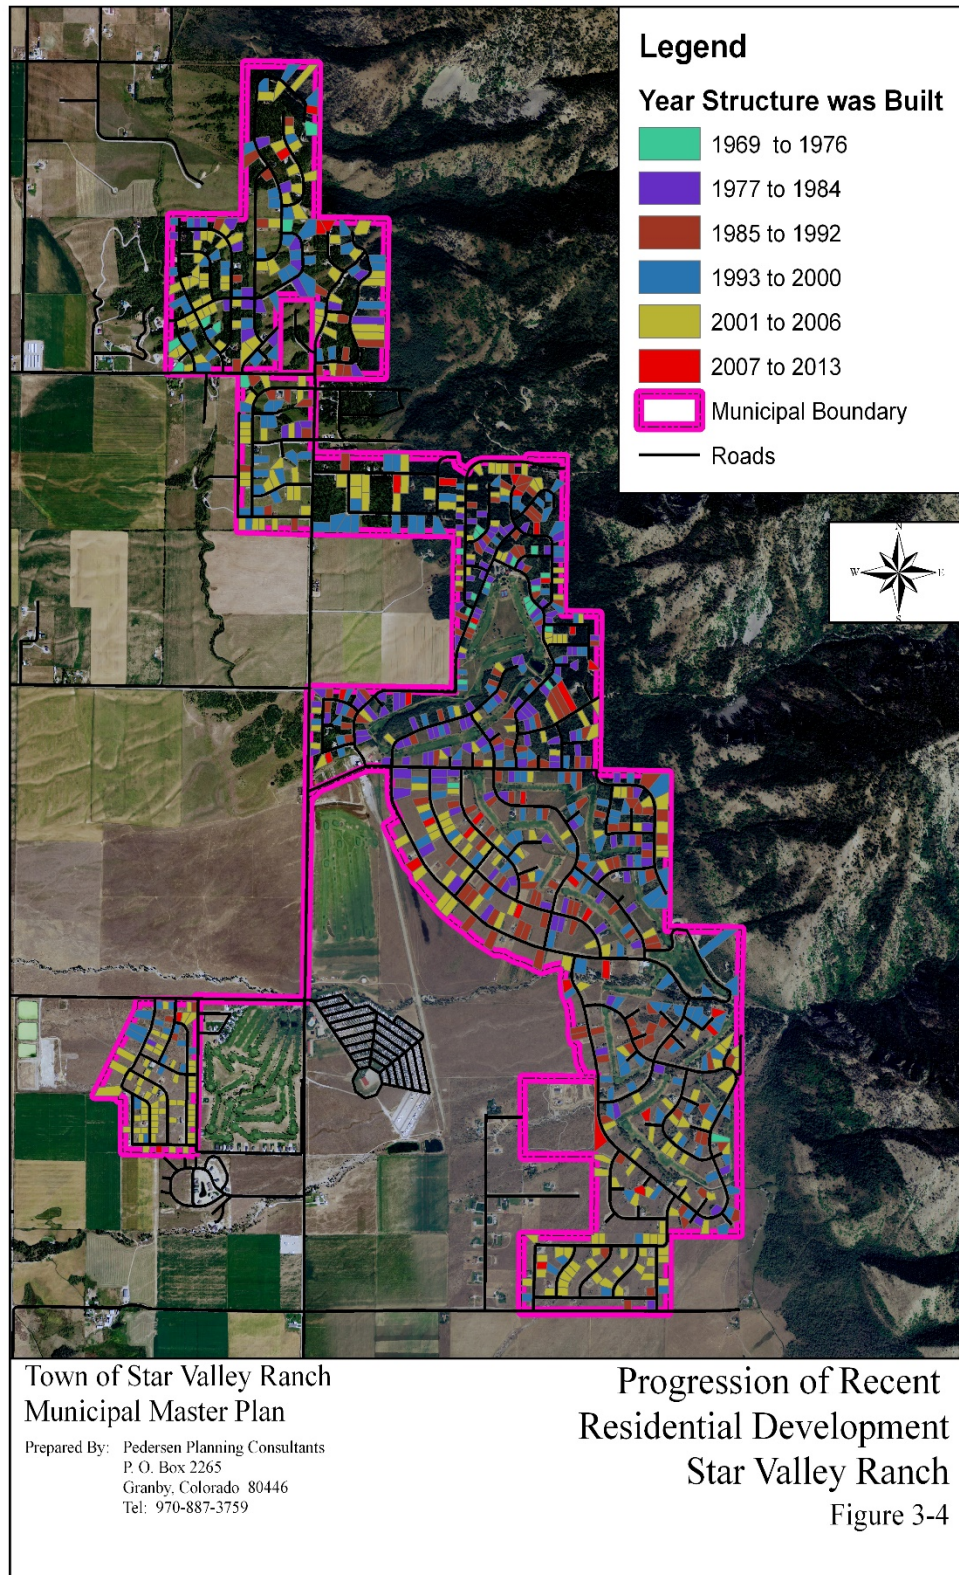 Legend
Year Structure was Built
1969 to 1976
1977 to 1984
1985 to 1992
1993 to 2000
2001 to 2006
2007 to 2013
Municipal Boundary
Roads
N
W E
S
Town of Star Valley Ranch
Municipal Master Plan
Prepared By: Pedersen Planning Consultants
P. O. Box 2265
Granby, Colorado 80446
Tel: 970-887-3759
Progression of Recent
Residential Development
Star Valley Ranch
Figure 3-4